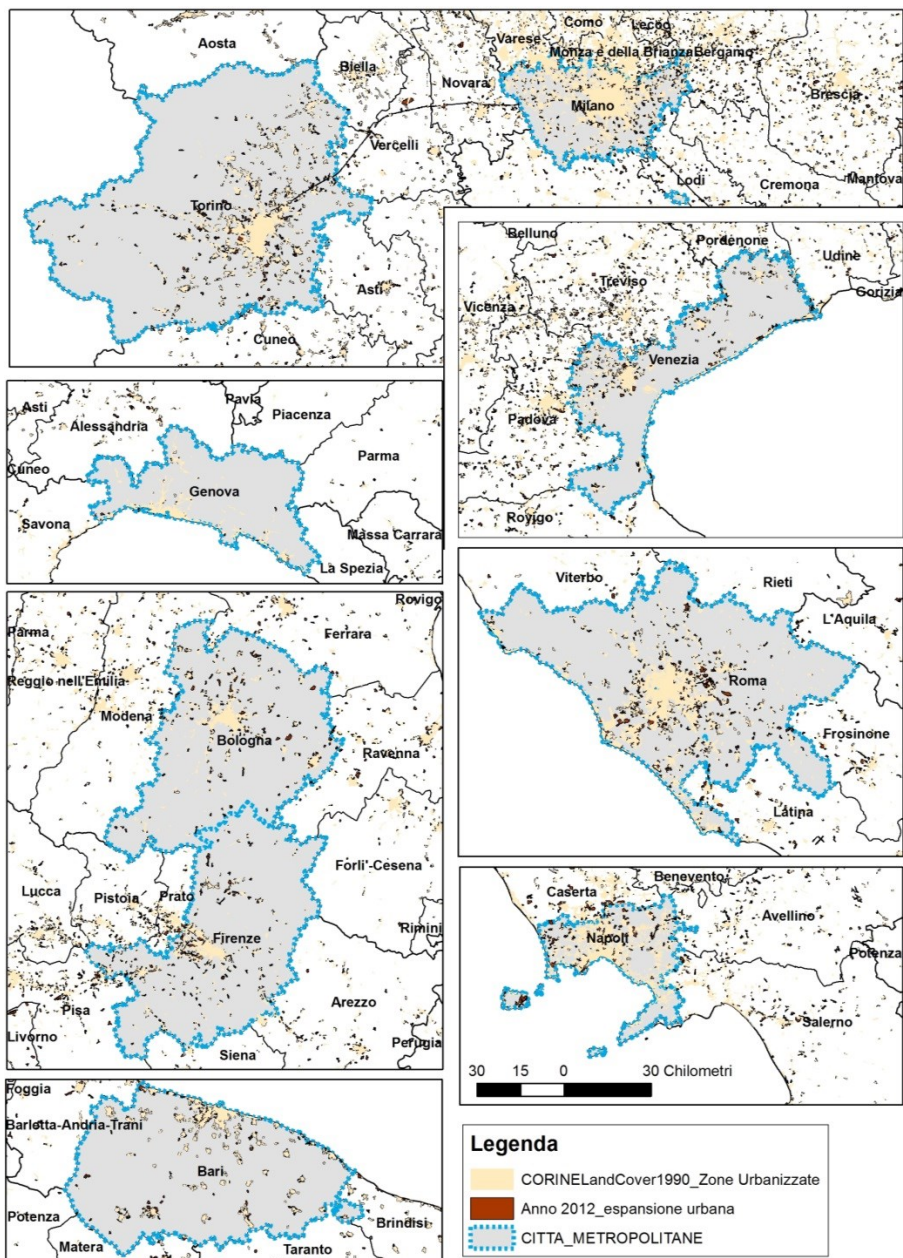 Aosta
Biella
Novara
Vercelli
Torino
Asti
Cuneo
Varese
Como
Lecco
Monza e della Brianza
Bergamo
Milano
Brescia
Lodi
Cremona
Mantova
Belluno
Pordenone
Udine
Gorizia
Treviso
Vicenza
Venezia
Padova
Rovigo
Asti
Pavia
Piacenza
Alessandria
Parma
Cuneo
Genova
Savona
Massa Carrara
La Spezia
Viterbo
Rieti
L'Aquila
Roma
Frosinone
Latina
Rovigo
Parma
Ferrara
Reggio nell'Emilia
Modena
Bologna
Ravenna
Forli'-Cesena
Lucca
Pistoia
Prato
Firenze
Rimini
Pisa
Arezzo
Livorno
Siena
Perugia
Benevento
Caserta
Avellino
Napoli
Potenza
Salerno
30 15 0 30 Chilometri
Foggia
Barletta-Andria-Trani
Bari
Potenza
Brindisi
Matera
Taranto
Legenda
CORINELandCover1990_Zone Urbanizzate
Anno 2012_espansione urbana
CITTA_METROPOLITANE